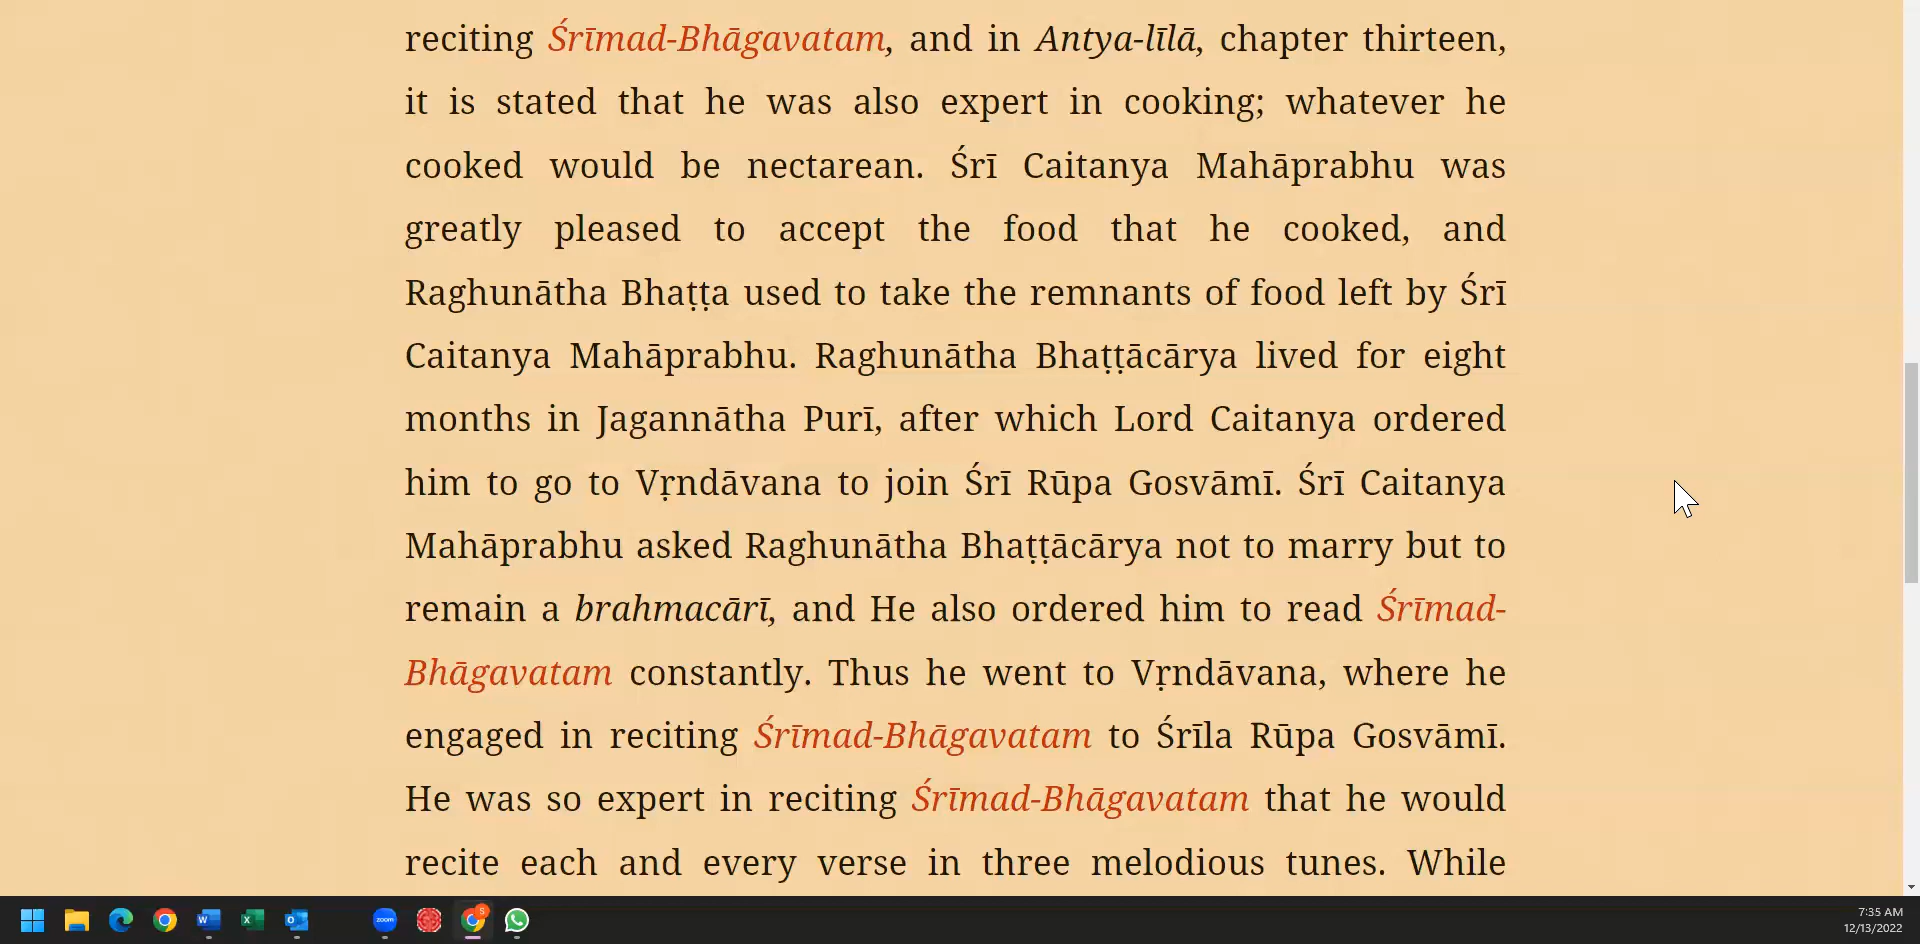 reciting Śrīmad-Bhāgavatam, and in Antya-līlā, chapter thirteen,
it is stated that he was also expert in cooking; whatever he
cooked would be nectarean. Śrī Caitanya Mahāprabhu was
greatly pleased to accept the food that he cooked, and
Raghunātha Bhaṭṭa used to take the remnants of food left by Śrī
Caitanya Mahāprabhu. Raghunātha Bhaṭṭācārya lived for eight
months in Jagannātha Purī, after which Lord Caitanya ordered
him to go to Vṛndāvana to join Śrī Rūpa Gosvāmī. Śrī Caitanya
Mahāprabhu asked Raghunātha Bhaṭṭācārya not to marry but to
remain a brahmacārī, and He also ordered him to read Śrīmad-
Bhāgavatam constantly. Thus he went to Vṛndāvana, where he
engaged in reciting Śrīmad-Bhāgavatam to Śrīla Rūpa Gosvāmī.
He was so expert in reciting Śrīmad-Bhāgavatam that he would
recite each and every verse in three melodious tunes. While
W
X
O
zoom
5
7:35 AM
12/13/2022